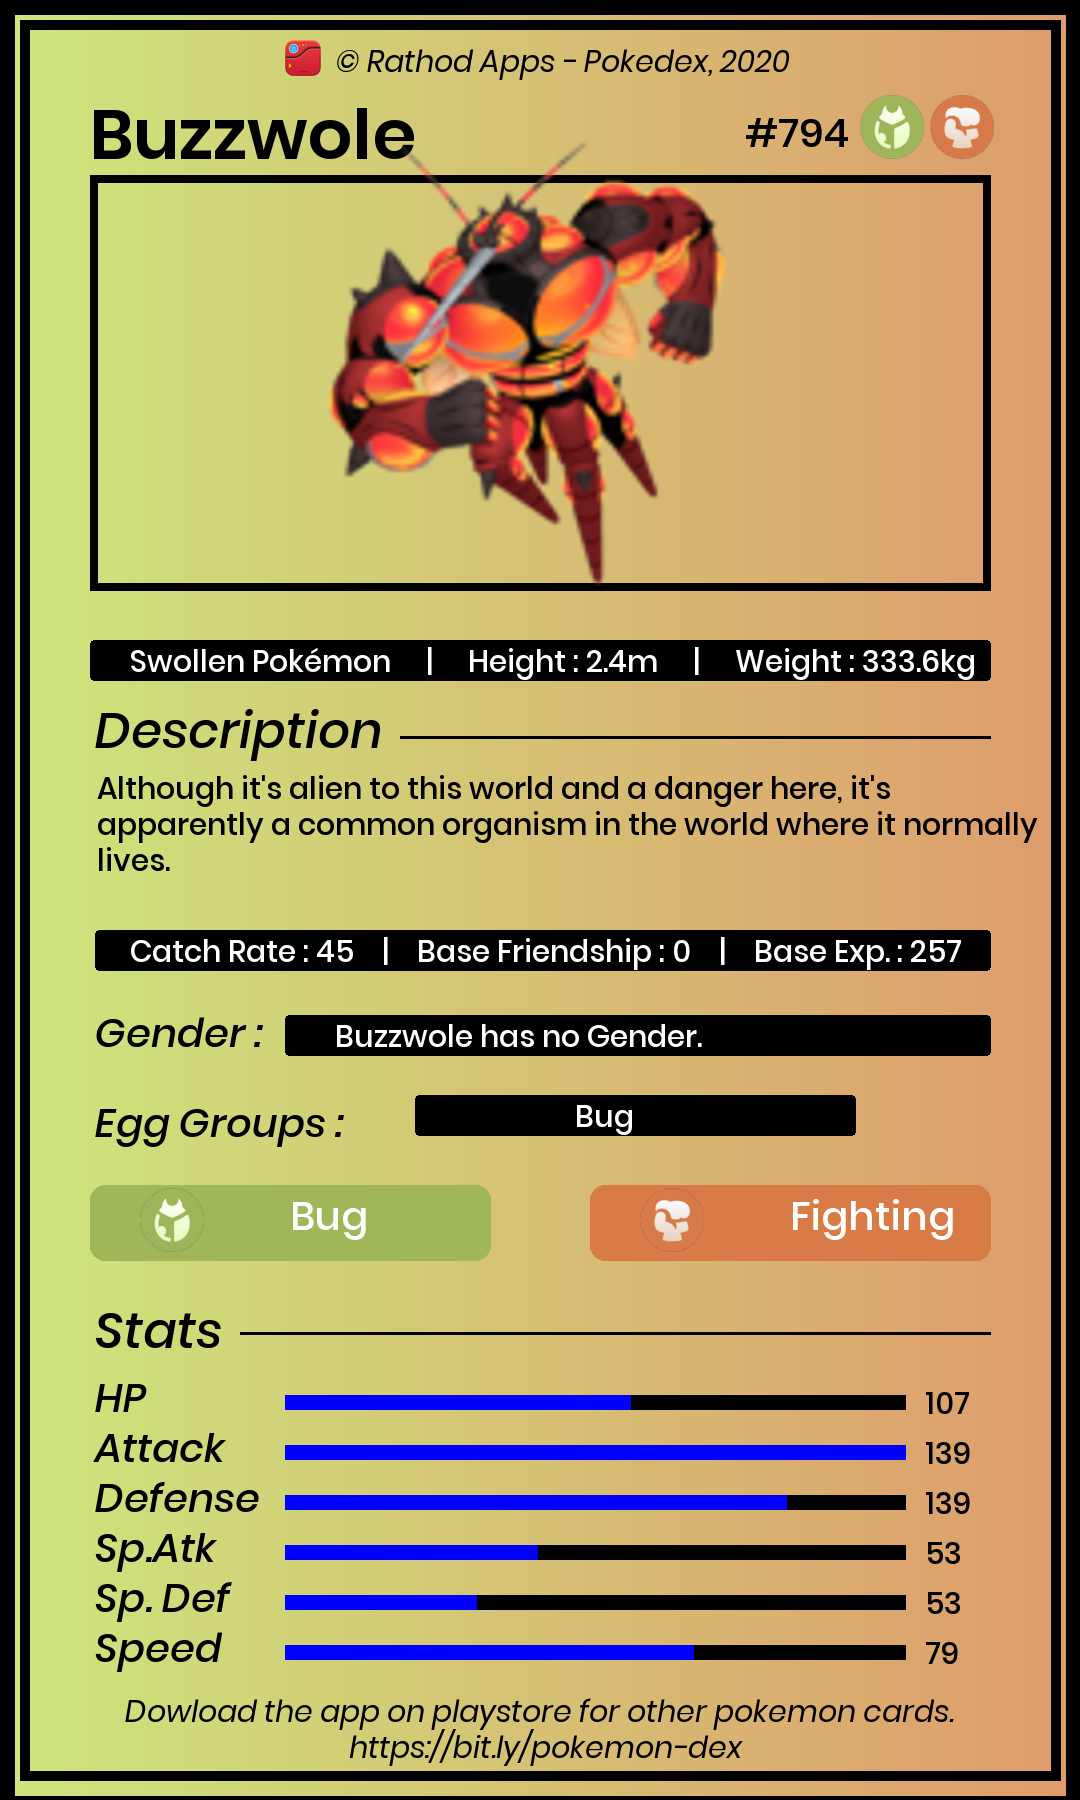 © Rathod Apps - Pokedex, 2020
Buzzwole
#794
Swollen Pokémon | Height : 2.4m | Weight : 333.6kg
Description
Although it's alien to this world and a danger here, it's
apparently a common organism in the world where it normally
lives.
Catch Rate : 45 | Base Friendship : 0 | Base Exp. : 257
Gender : Buzzwole has no Gender.
Egg Groups : Bug
Bug Fighting
Stats
HP 107
Attack 139
Defense 139
Sp.Atk 53
Sp. Def 53
Speed 79
Dowload the app on playstore for other pokemon cards.
https://bit.ly/pokemon-dex